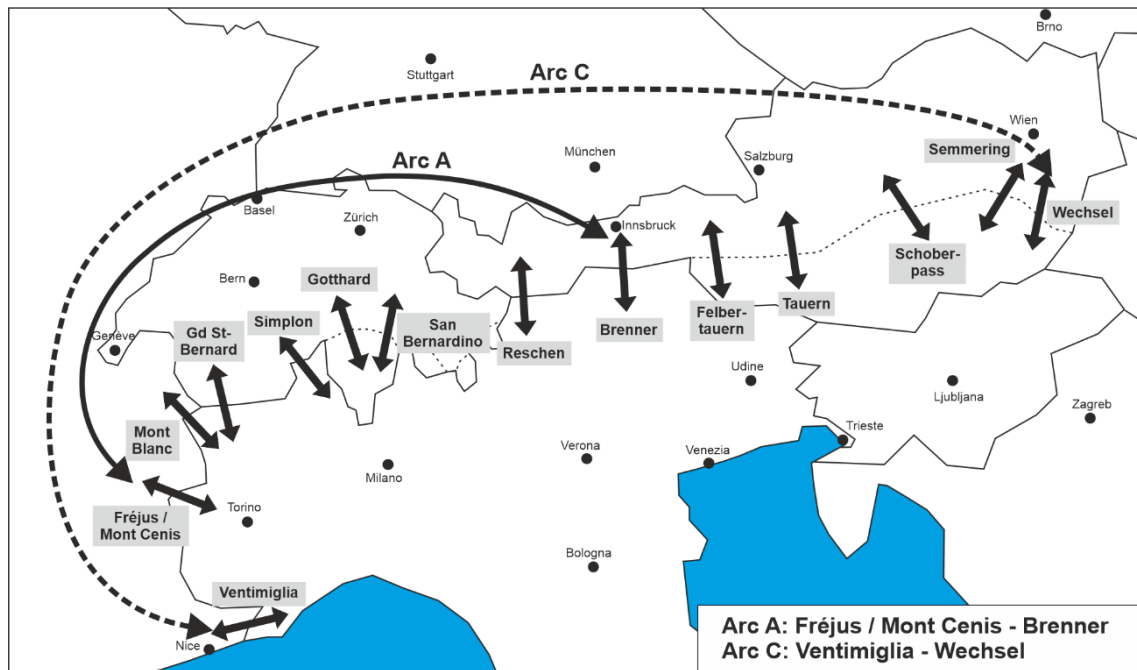 Brno
Stuttgart
Arc C
Wien
Semmering
München
Salzburg
Arc A
Basel
Zürich
Innsbruck
Wechsel
Schober-
pass
Bern
Gotthard
Tauern
Felber-
tauern
Simplon
San
Bernardino
Brenner
Genève
Gd St-
Bernard
Reschen
Udine
Ljubljana
Zagreb
Mont
Blanc
Trieste
Verona
Venezia
Milano
Torino
Fréjus /
Mont Cenis
Bologna
Ventimiglia
Nice
Arc A: Fréjus / Mont Cenis - Brenner
Arc C: Ventimiglia - Wechsel